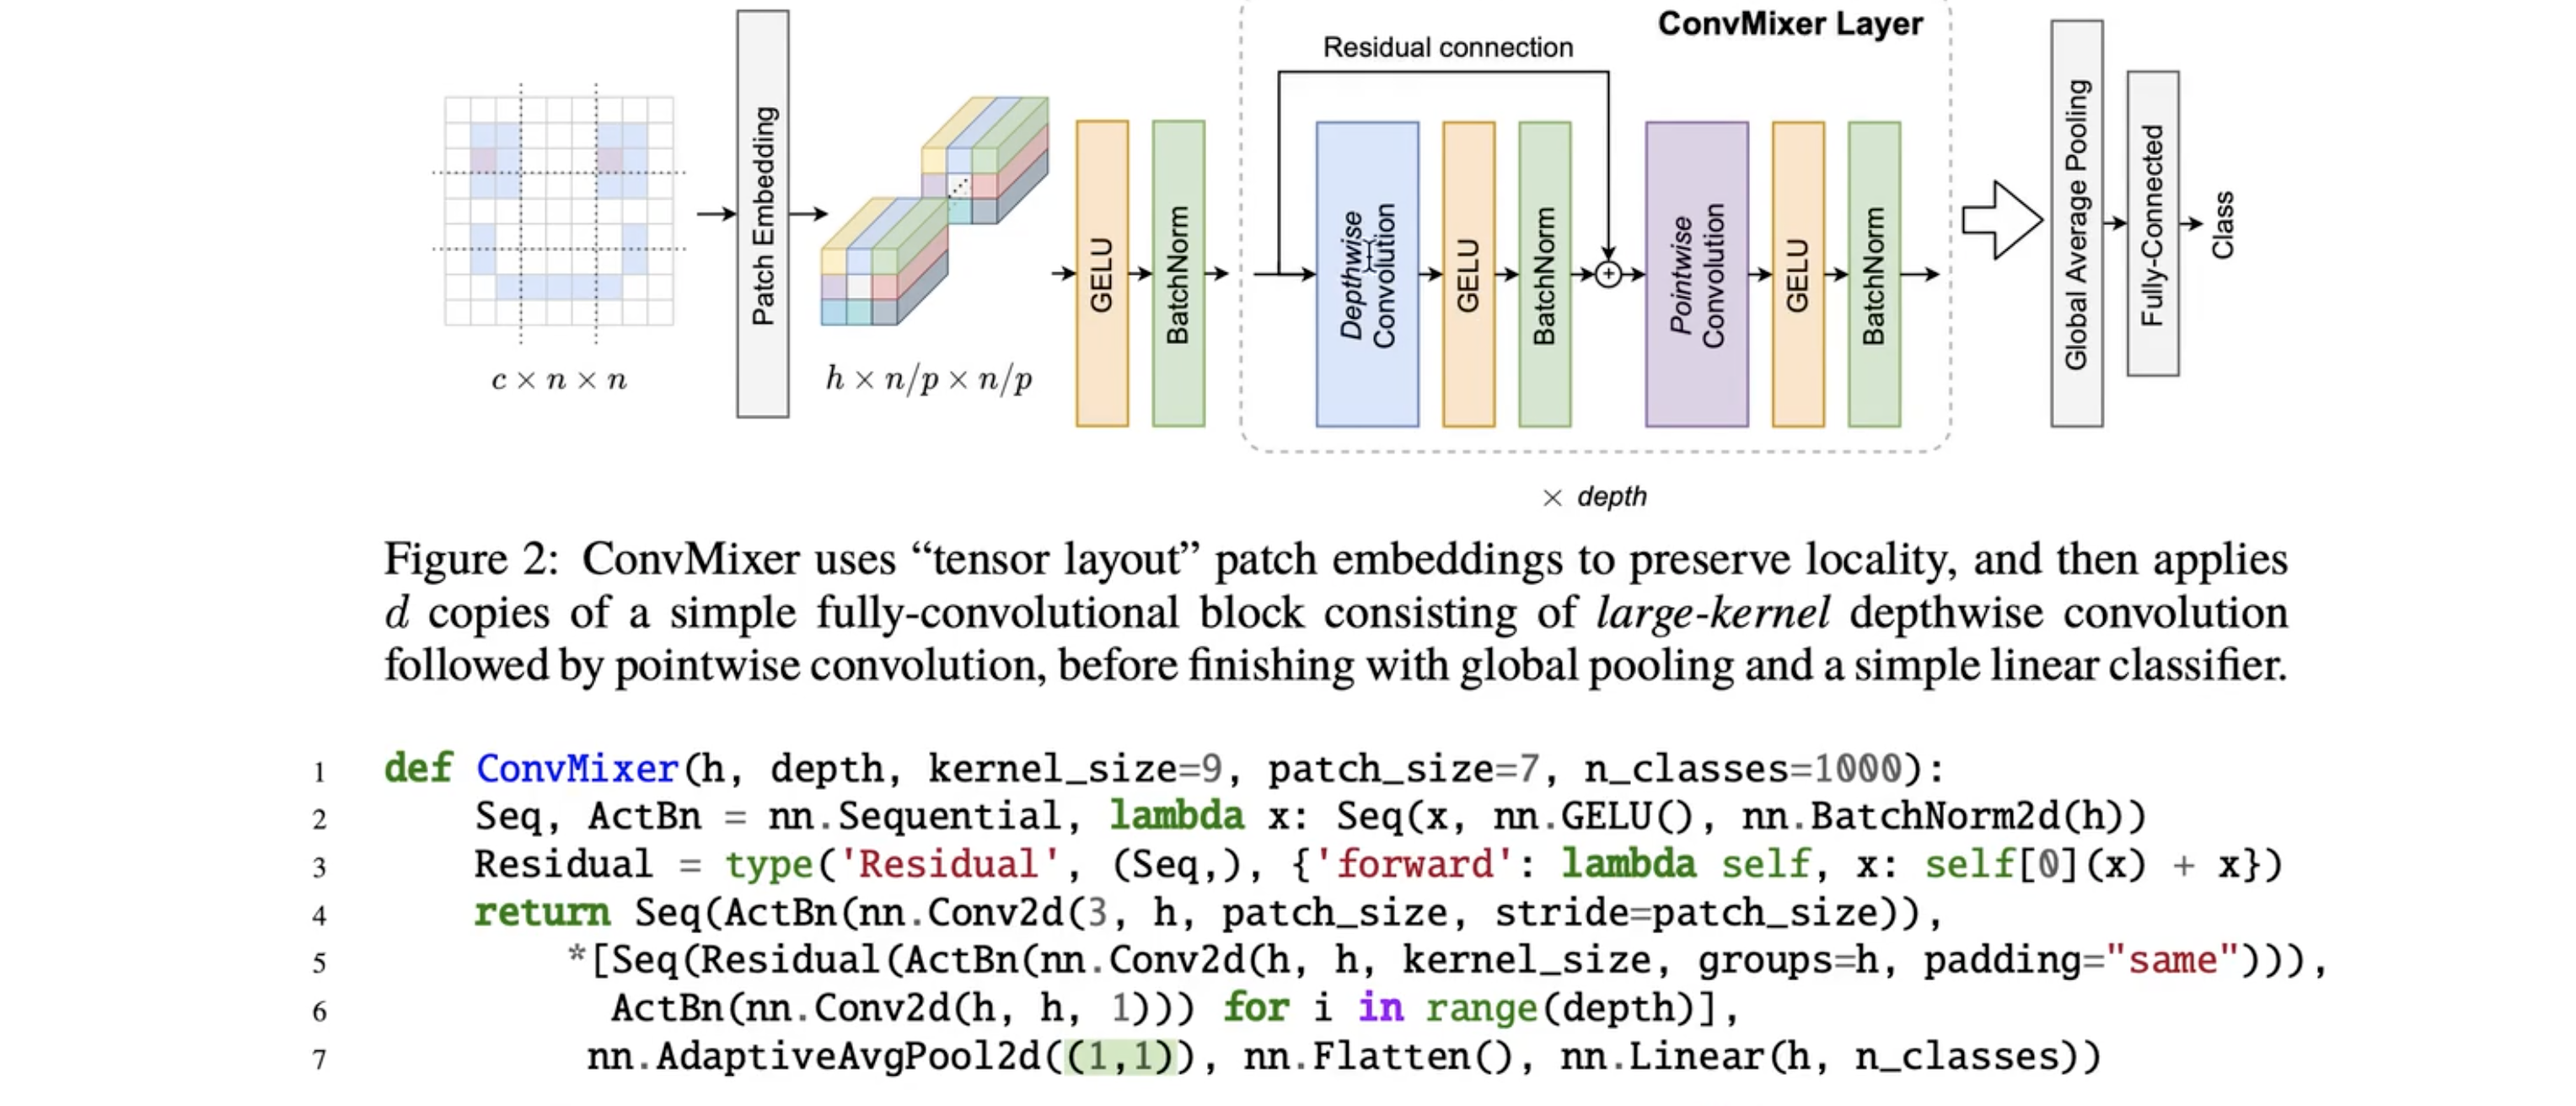 ConvMixer Layer
Residual connection
Patch Embedding
GELU
BatchNorm
Depthwise
Convolution
GELU
BatchNorm
+
Pointwise
Convolution
GELU
BatchNorm
Global Average Pooling
Fully-Connected
Class
c × n × n
h × n/p × n/p
× depth
Figure 2: ConvMixer uses “tensor layout” patch embeddings to preserve locality, and then applies
d copies of a simple fully-convolutional block consisting of large-kernel depthwise convolution
followed by pointwise convolution, before finishing with global pooling and a simple linear classifier.
1 def ConvMixer(h, depth, kernel_size=9, patch_size=7, n_classes=1000):
2 Seq, ActBn = nn.Sequential, lambda x: Seq(x, nn.GELU(), nn.BatchNorm2d(h))
3 Residual = type('Residual', (Seq,), {'forward': lambda self, x: self[0](x) + x})
4 return Seq(ActBn(nn.Conv2d(3, h, patch_size, stride=patch_size)),
5 *[Seq(Residual(ActBn(nn.Conv2d(h, h, kernel_size, groups=h, padding="same"))),
6 ActBn(nn.Conv2d(h, h, 1))) for i in range(depth)],
7 nn.AdaptiveAvgPool2d((1,1)), nn.Flatten(), nn.Linear(h, n_classes))